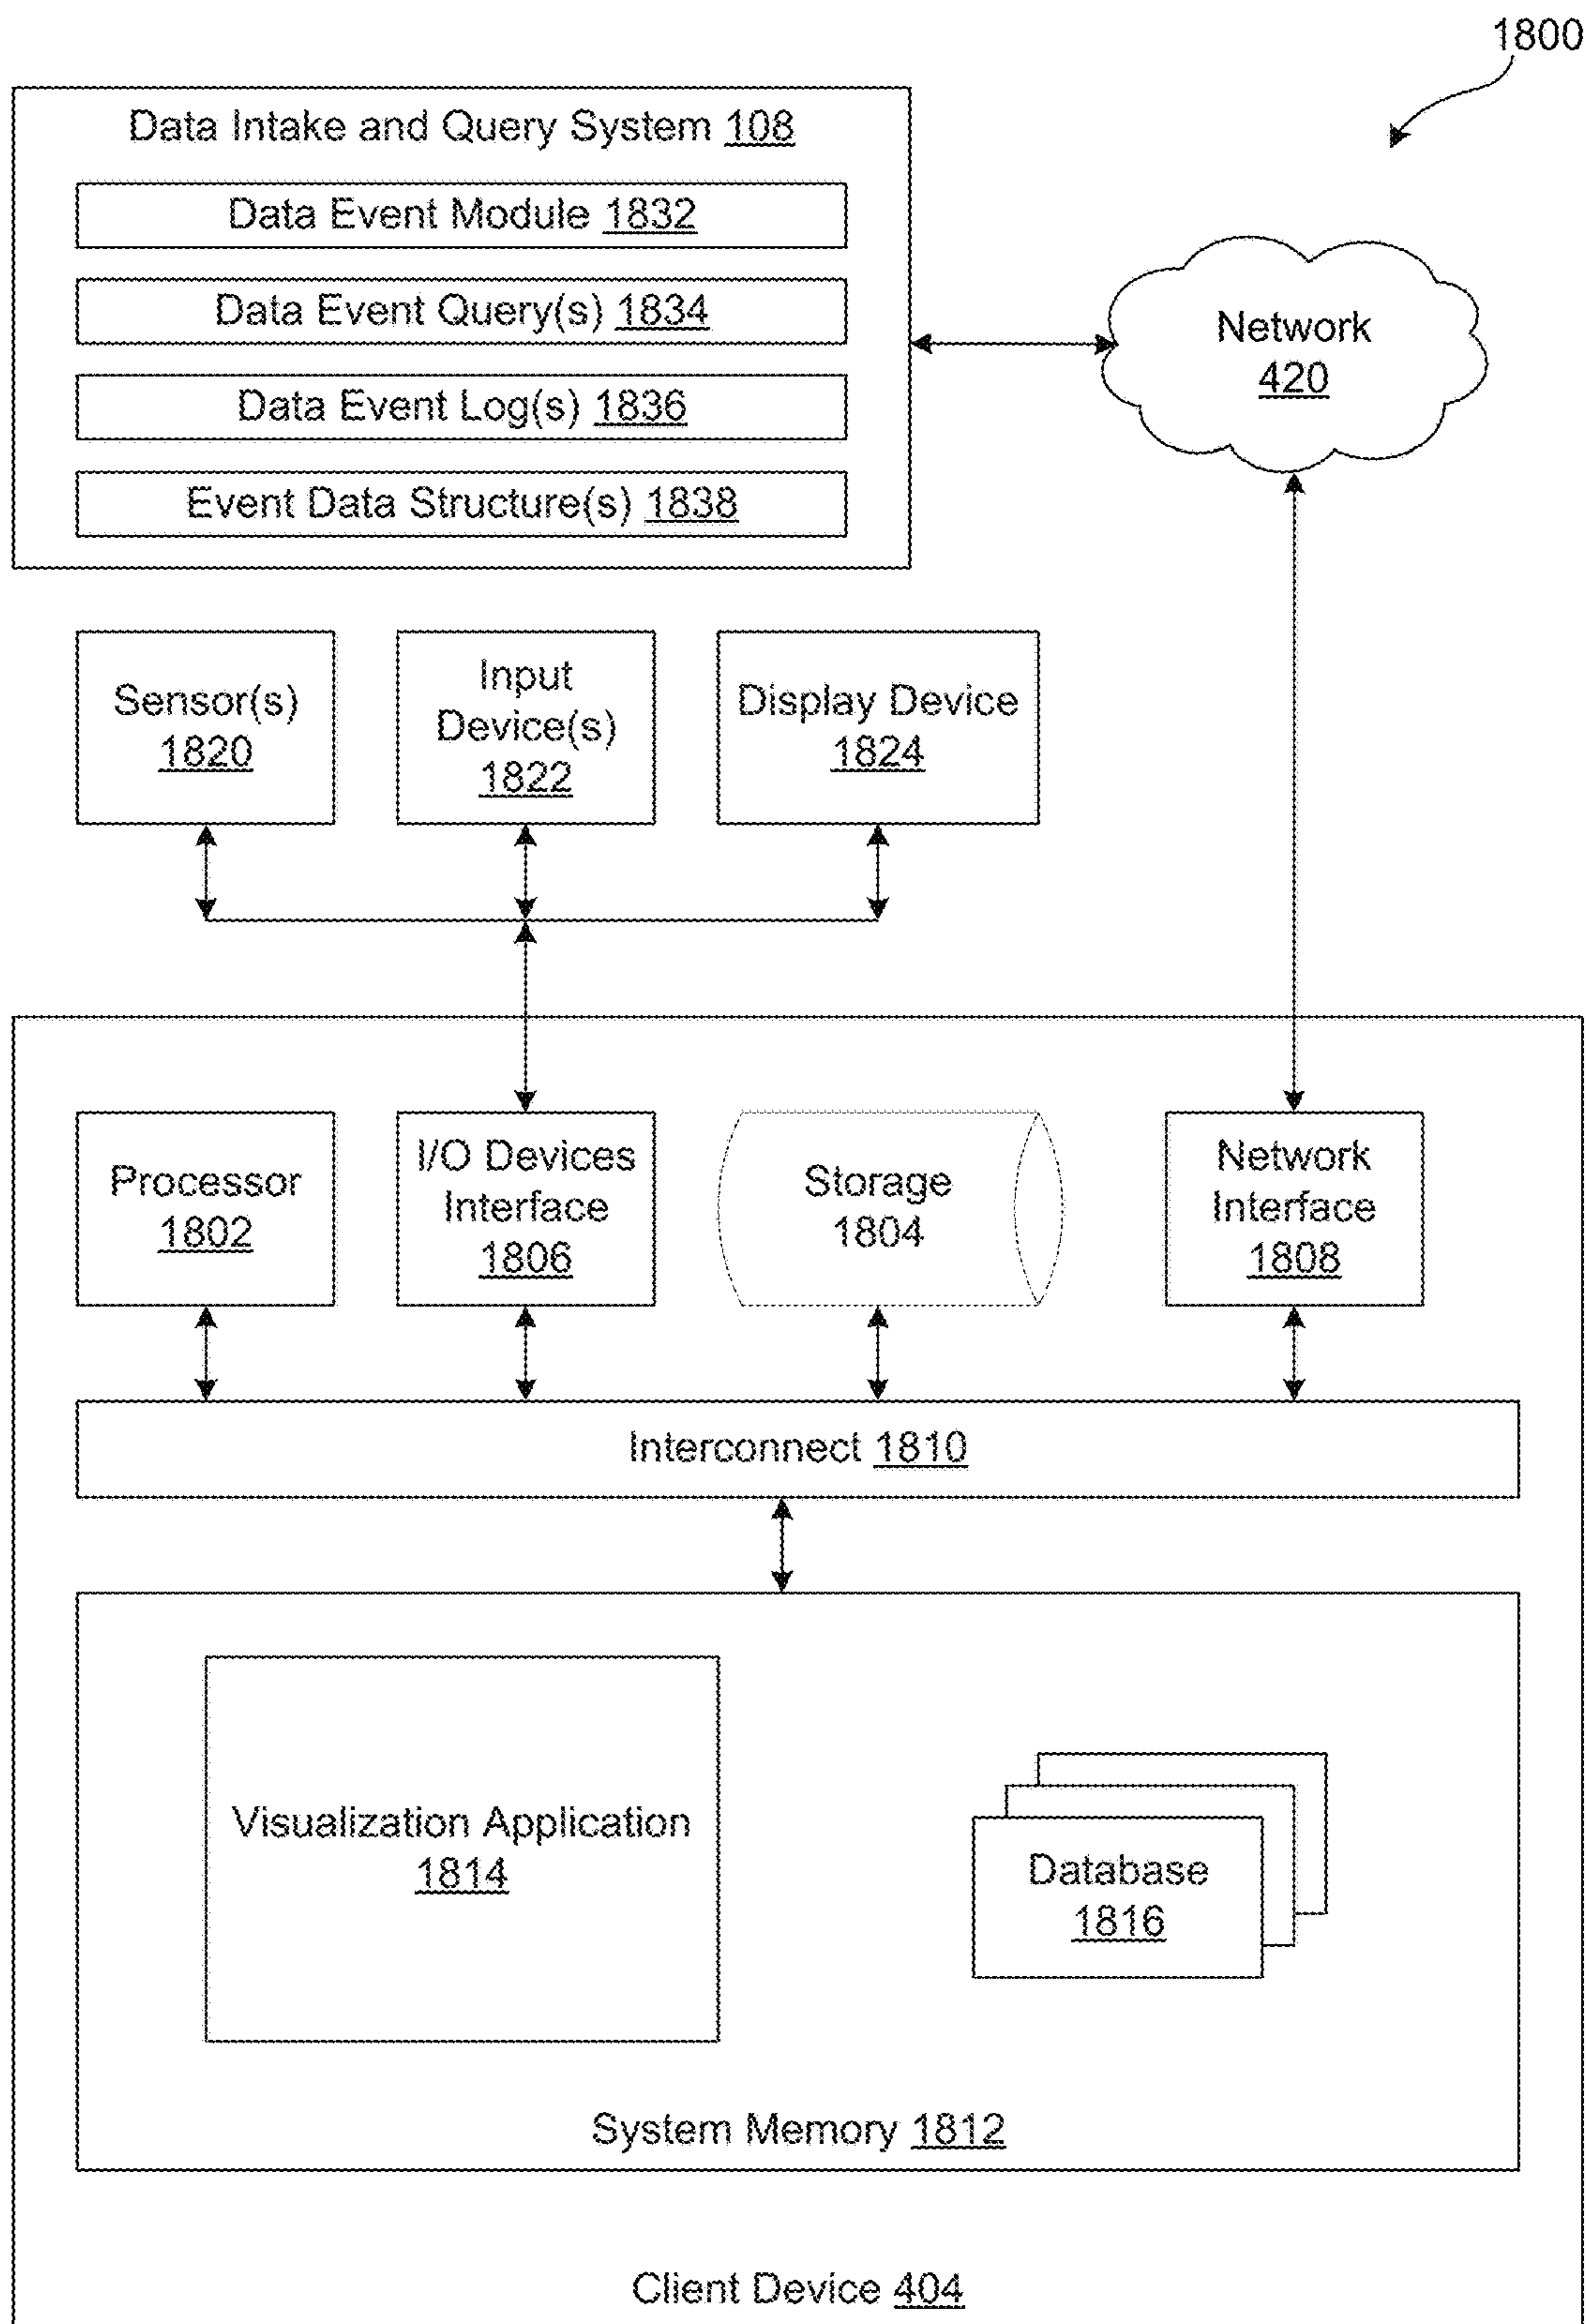 1800
Data Intake and Query System 108
Data Event Module 1832
Data Event Query(s) 1834
Data Event Log(s) 1836
Event Data Structure(s) 1838
Network
420
Sensor(s)
1820
Input
Device(s)
1822
Display Device
1824
Processor
1802
I/O Devices
Interface
1806
Storage
1804
Network
Interface
1808
Interconnect 1810
Visualization Application
1814
Database
1816
System Memory 1812
Client Device 404